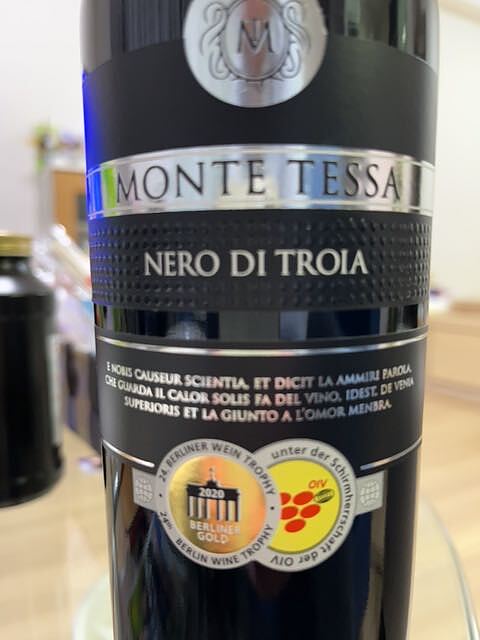 M
MONTE TESSA
NERO DI TROIA
E NOBIS CAUSEUR SCIENTIA, ET DICIT LA AMMIRI PAROLA,
CHE GUARDA IL CALOR SOLIS FA DEL VINO, IDEST, DE VENIA
SUPERIORIS ET LA GIUNTO A L'OMOR MENBRA.
· 24. BERLINER WEIN TROPHY ·
2020
BERLINER
GOLD
24th BERLIN WINE TROPHY
unter der Schirmherrschaft der OIV
OIV